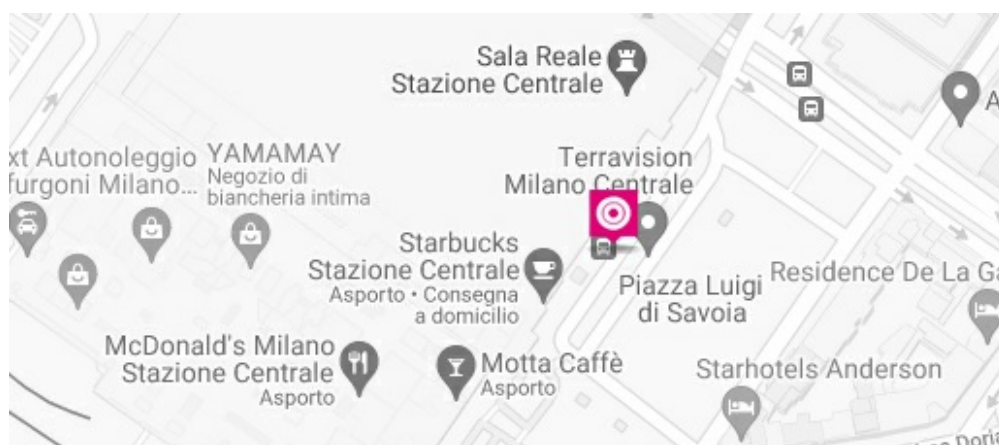 Sala Reale
Stazione Centrale
A
xt Autonoleggio
furgoni Milano...
YAMAMAY
Negozio di
biancheria intima
Terravision
Milano Centrale
Starbucks
Stazione Centrale
Asporto • Consegna
a domicilio
Piazza Luigi
di Savoia
Residence De La Ga
McDonald's Milano
Stazione Centrale
Asporto
Motta Caffè
Asporto
Starhotels Anderson
Doria